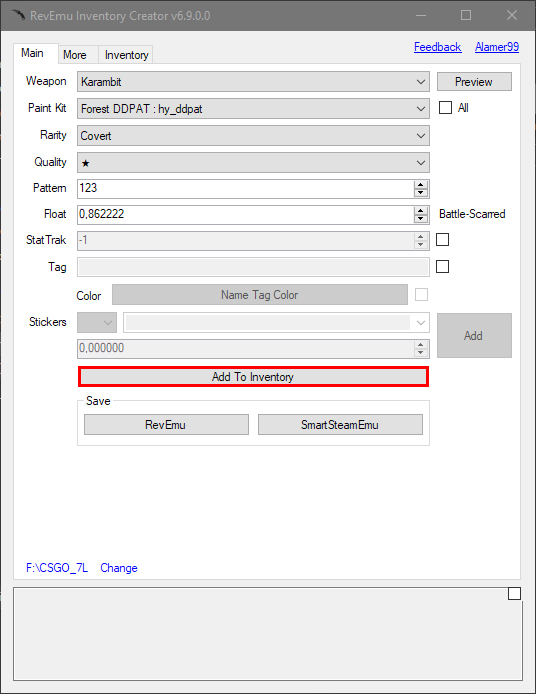 RevEmu Inventory Creator v6.9.0.0
Main More Inventory Feedback Alamer99
Weapon Karambit Preview
Paint Kit Forest DDPAT : hy_ddpat All
Rarity Covert
Quality ★
Pattern 123
Float 0,862222 Battle-Scarred
StatTrak -1
Tag
Color Name Tag Color
Stickers Add
0,000000
Add To Inventory
Save
RevEmu SmartSteamEmu
F:\CSGO_7L Change